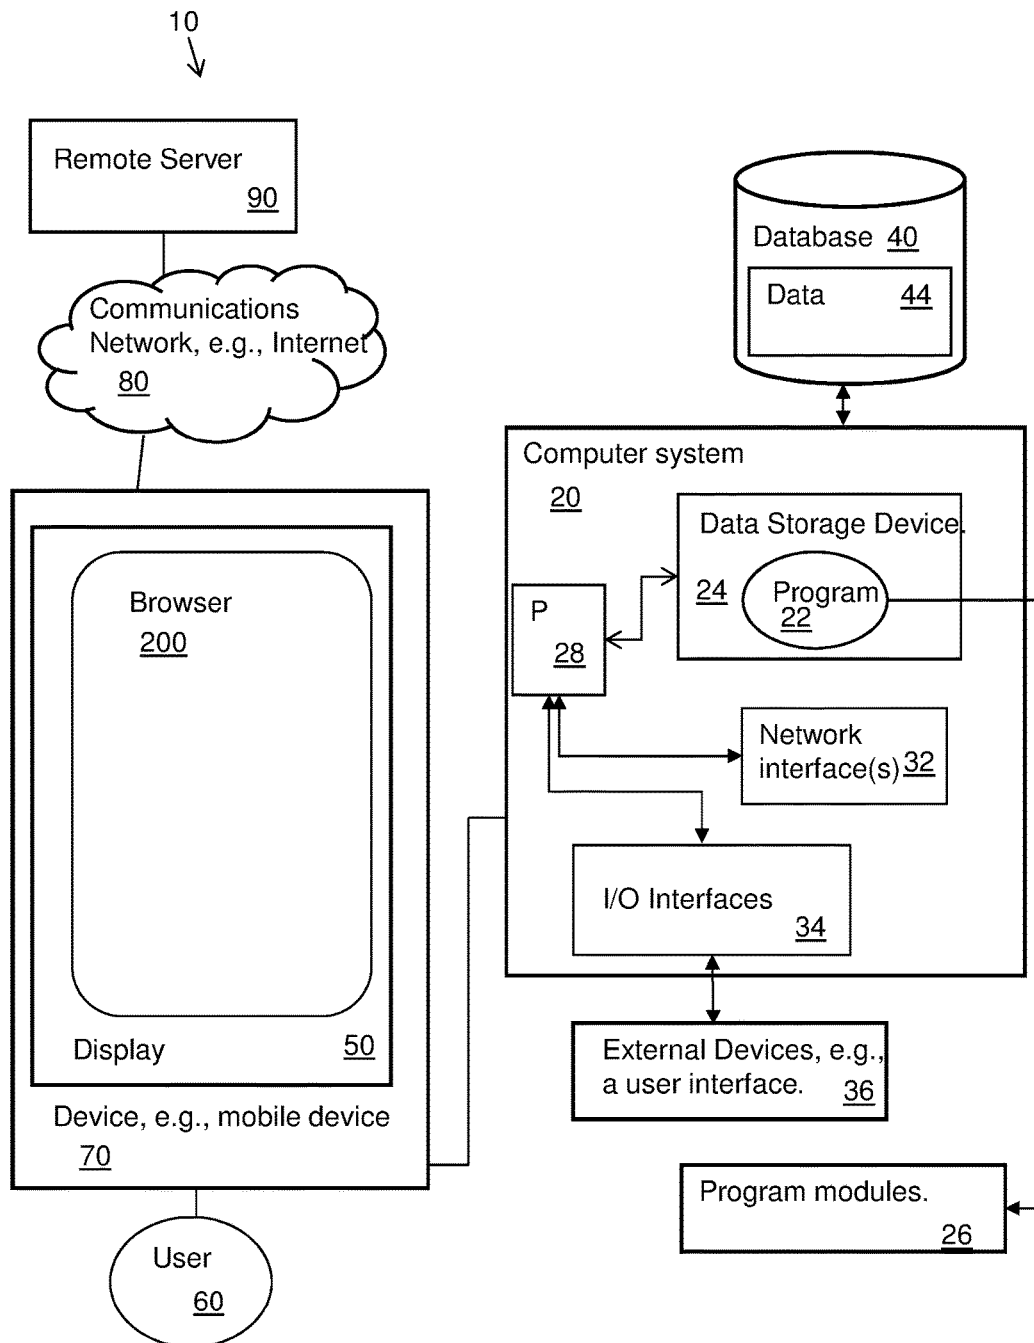 10
Remote Server
90
Communications
Network, e.g., Internet
80
Browser
200
Display
50
Device, e.g., mobile device
70
User
60
Database 40
Data 44
Computer system
20
Data Storage Device.
24
Program
22
P
28
Network
interface(s) 32
I/O Interfaces
34
External Devices, e.g.,
a user interface.
36
Program modules.
26